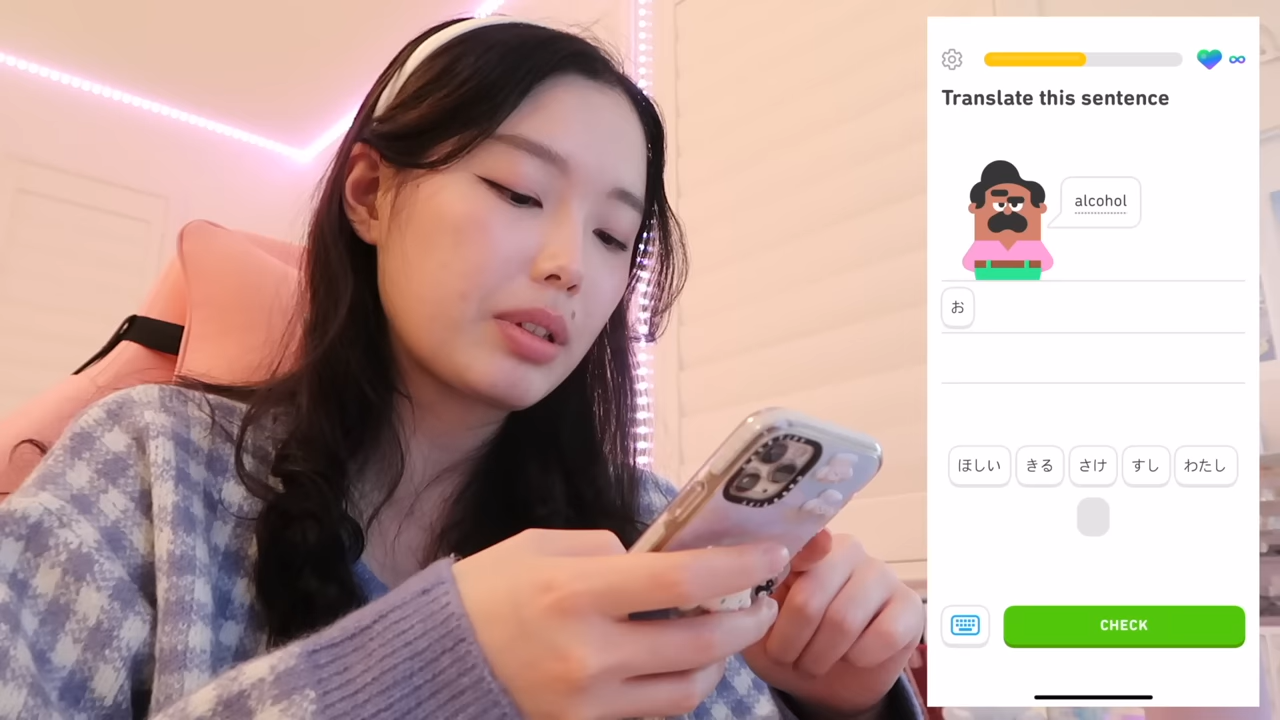 Translate this sentence
alcohol
お
ほしい きる さけ すし わたし
CHECK